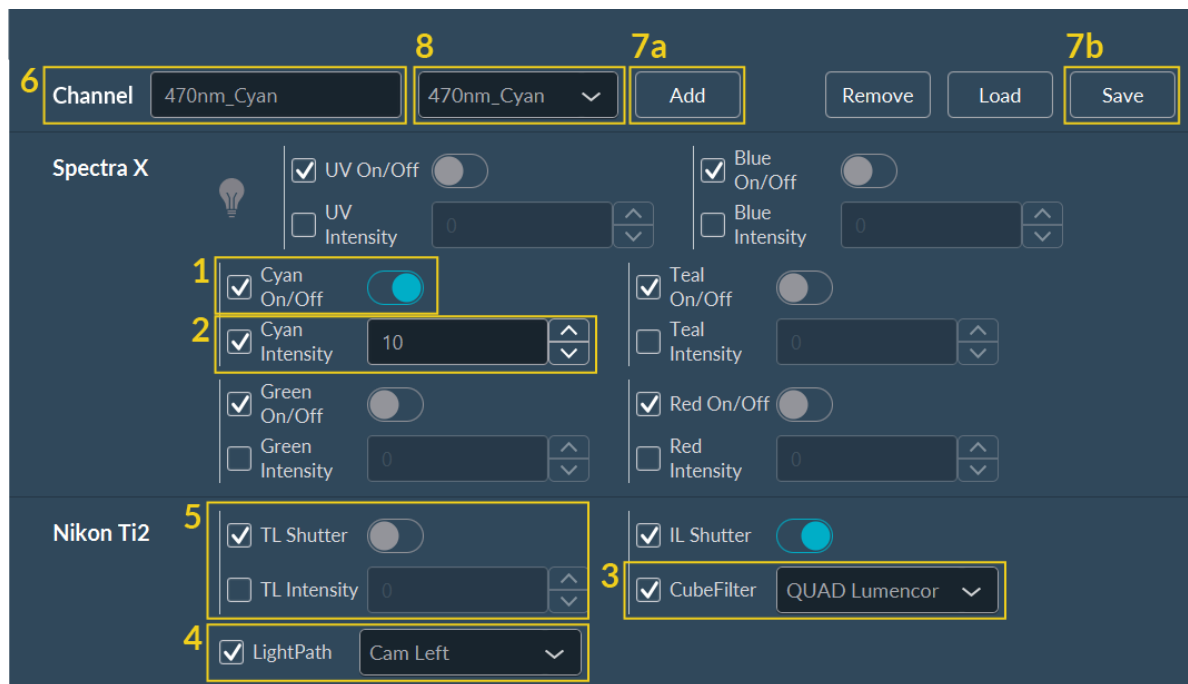 8
7a
7b
6
Channel
470nm_Cyan
470nm_Cyan
Add
Remove
Load
Save
Spectra X
UV On/Off
Blue
On/Off
UV
Intensity
0
Blue
Intensity
0
1
Cyan
On/Off
Teal
On/Off
2
Cyan
Intensity
10
Teal
Intensity
0
Green
On/Off
Red On/Off
Green
Intensity
0
Red
Intensity
0
Nikon Ti2
5
TL Shutter
IL Shutter
TL Intensity
0
3
CubeFilter
QUAD Lumencor
4
LightPath
Cam Left